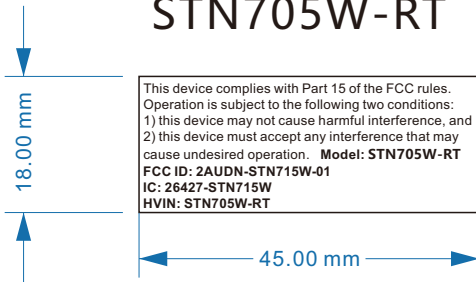 STN705W-RT
This device complies with Part 15 of the FCC rules.
Operation is subject to the following two conditions:
1) this device may not cause harmful interference, and
2) this device must accept any interference that may
cause undesired operation. Model: STN705W-RT
FCC ID: 2AUDN-STN715W-01
IC: 26427-STN715W
HVIN: STN705W-RT
18.00 mm
45.00 mm